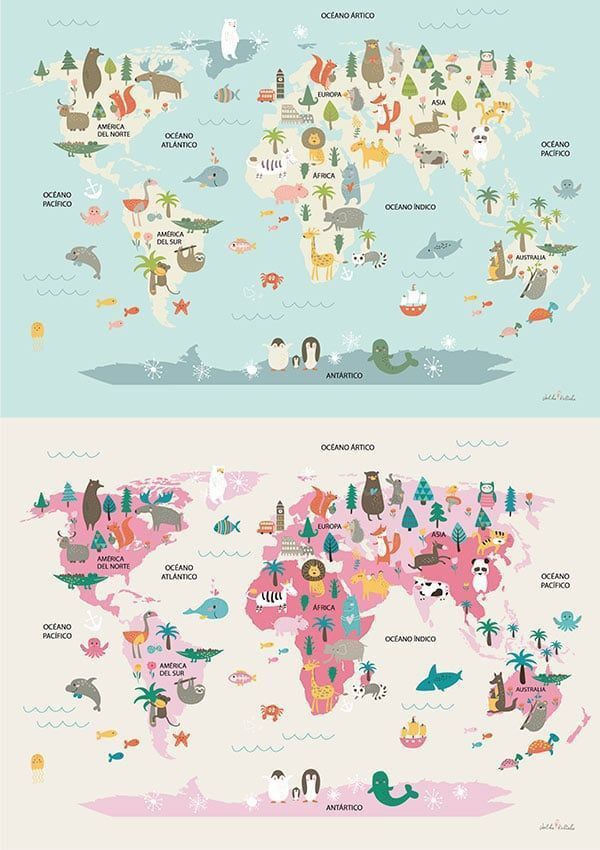 OCÉANO ÁRTICO
EUROPA
ASIA
AMÉRICA
DEL NORTE
OCÉANO
ATLÁNTICO
OCÉANO
PACÍFICO
ÁFRICA
OCÉANO
PACÍFICO
OCÉANO ÍNDICO
AMÉRICA
DEL SUR
AUSTRALIA
ANTÁRTICO
OCÉANO ÁRTICO
EUROPA
ASIA
AMÉRICA
DEL NORTE
OCÉANO
ATLÁNTICO
OCÉANO
PACÍFICO
ÁFRICA
OCÉANO
PACÍFICO
OCÉANO ÍNDICO
AMÉRICA
DEL SUR
AUSTRALIA
ANTÁRTICO